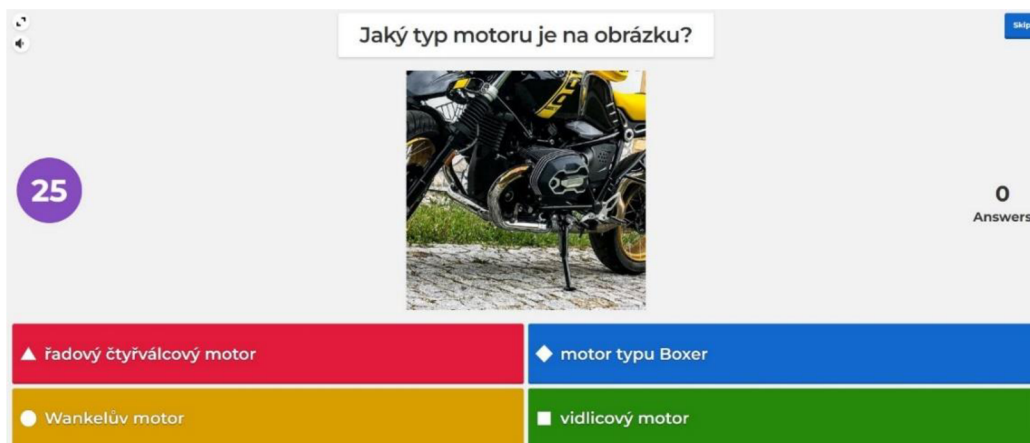 Jaký typ motoru je na obrázku?
Skip
25
0
Answers
řadový čtyřválcový motor
motor typu Boxer
Wankelův motor
vidlicový motor